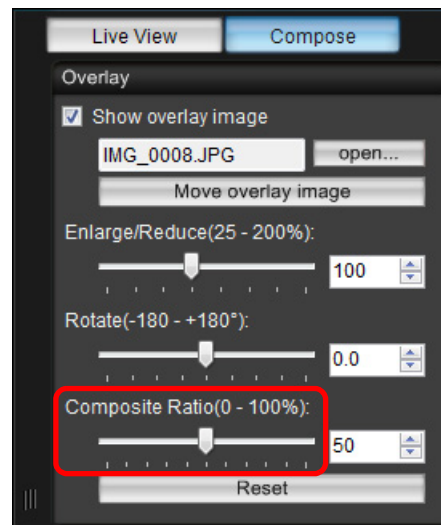 Live View Compose
Overlay
Show overlay image
IMG_0008.JPG open...
Move overlay image
Enlarge/Reduce(25 - 200%):
100
Rotate(-180 - +180°):
0.0
Composite Ratio(0 - 100%):
50
Reset